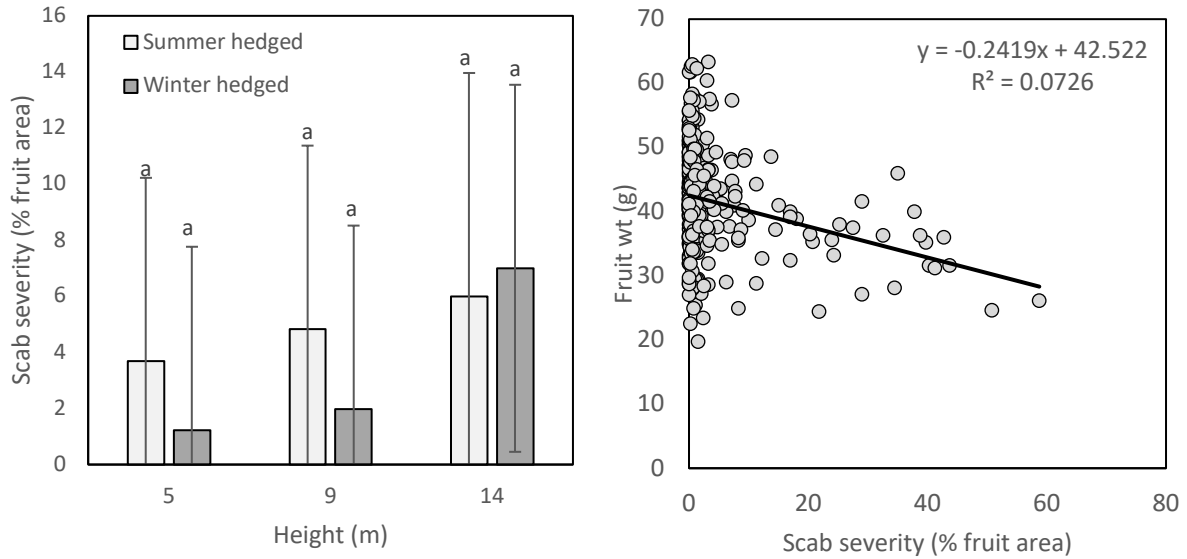 16
14
12
10
8
6
4
2
0
Scab severity (% fruit area)
Summer hedged
Winter hedged
a
a
a
a
a
a
5
9
14
Height (m)
70
60
50
40
30
20
10
0
Fruit wt (g)
y = -0.2419x + 42.522
R² = 0.0726
0
20
40
60
80
Scab severity (% fruit area)